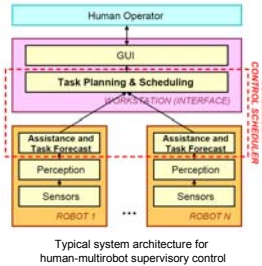 Human Operator
GUI
Task Planning & Scheduling
WORKSTATION (INTERFACE)
CONTROL SCHEDULER
Assistance and
Task Forecast
Perception
Sensors
ROBOT 1
...
Assistance and
Task Forecast
Perception
Sensors
ROBOT N
Typical system architecture for
human-multirobot supervisory control